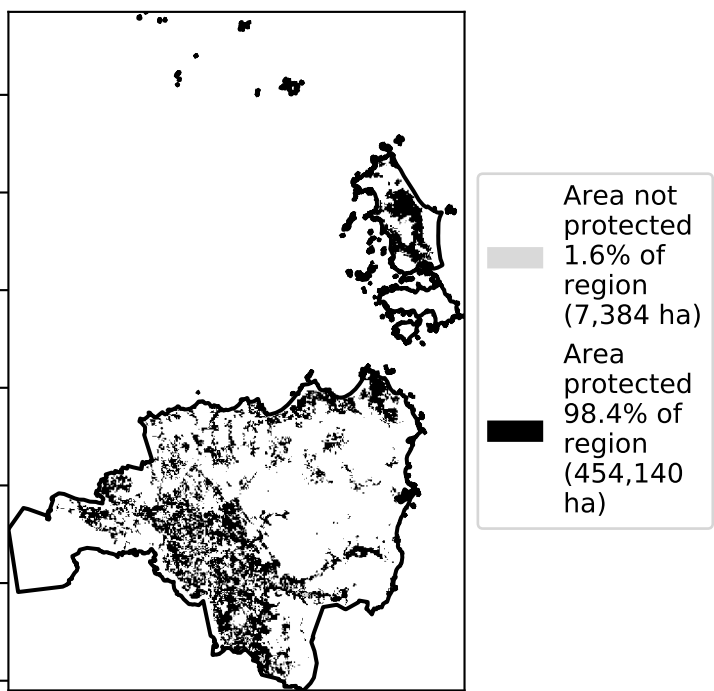 Area not
protected
1.6% of
region
(7,384 ha)
Area
protected
98.4% of
region
(454,140
ha)